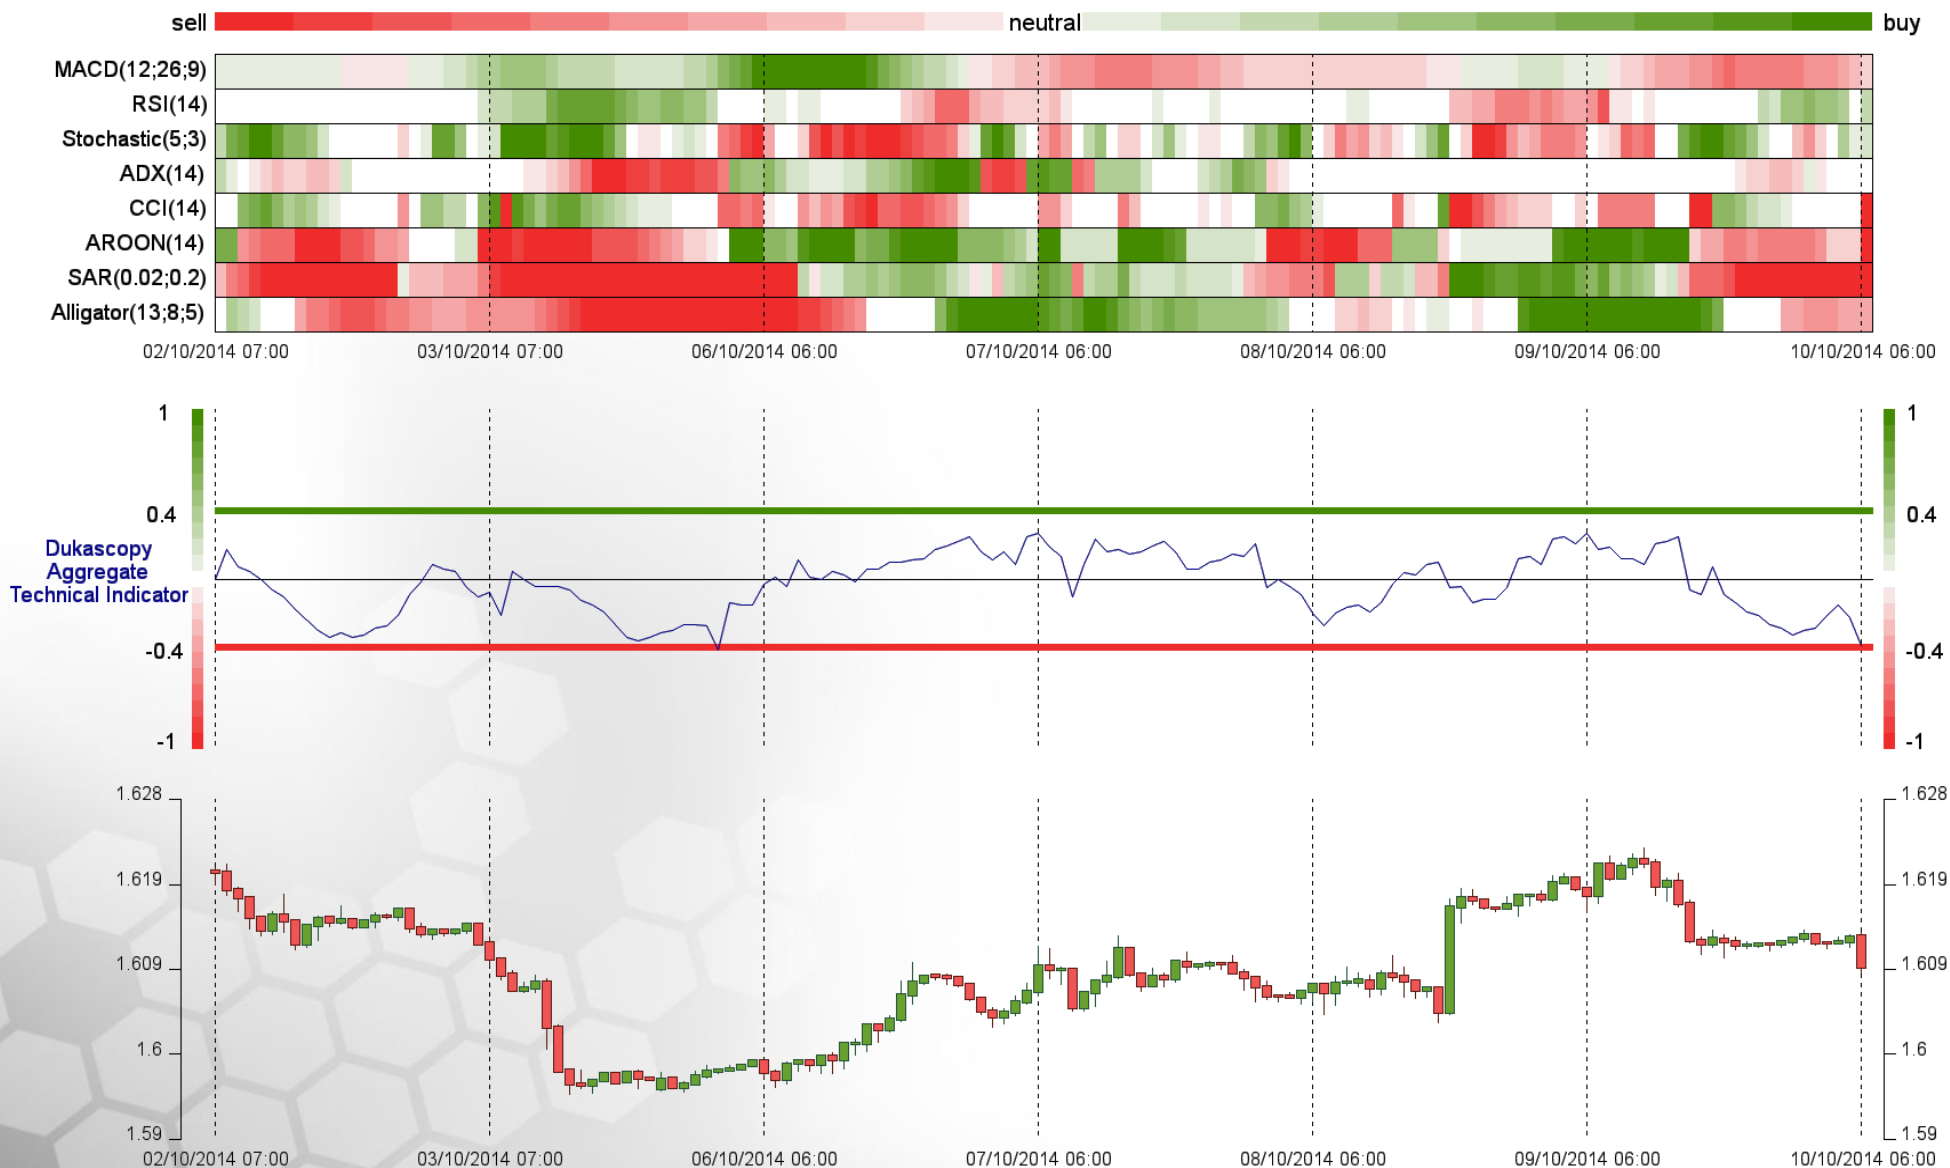 sell neutral buy
MACD(12;26;9)
RSI(14)
Stochastic(5;3)
ADX(14)
CCI(14)
AROON(14)
SAR(0.02;0.2)
Alligator(13;8;5)
02/10/2014 07:00 03/10/2014 07:00 06/10/2014 06:00 07/10/2014 06:00 08/10/2014 06:00 09/10/2014 06:00 10/10/2014 06:00
1 1
0.4 0.4
Dukascopy
Aggregate
Technical Indicator
-0.4 -0.4
-1 -1
1.628 1.628
1.619 1.619
1.609 1.609
1.6 1.6
1.59 1.59
02/10/2014 07:00 03/10/2014 07:00 06/10/2014 06:00 07/10/2014 06:00 08/10/2014 06:00 09/10/2014 06:00 10/10/2014 06:00